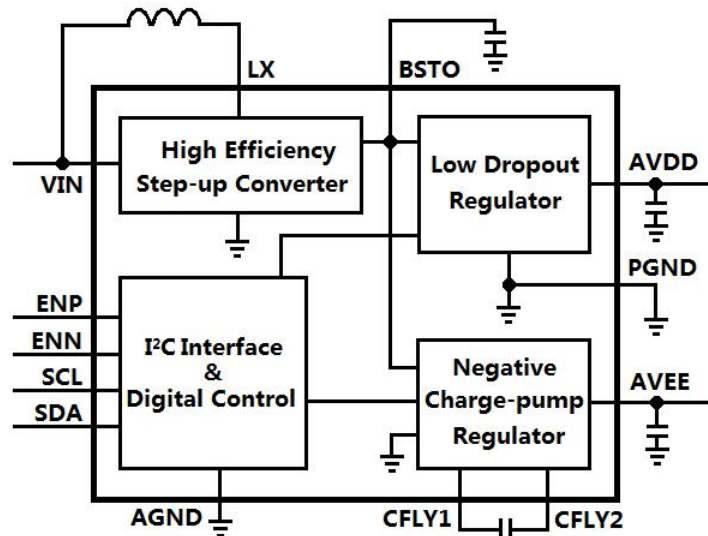 LX
BSTO
High Efficiency
Step-up Converter
VIN
Low Dropout
Regulator
AVDD
PGND
ENP
ENN
SCL
SDA
I²C Interface
&
Digital Control
Negative
Charge-pump
Regulator
AVEE
AGND
CFLY1
CFLY2